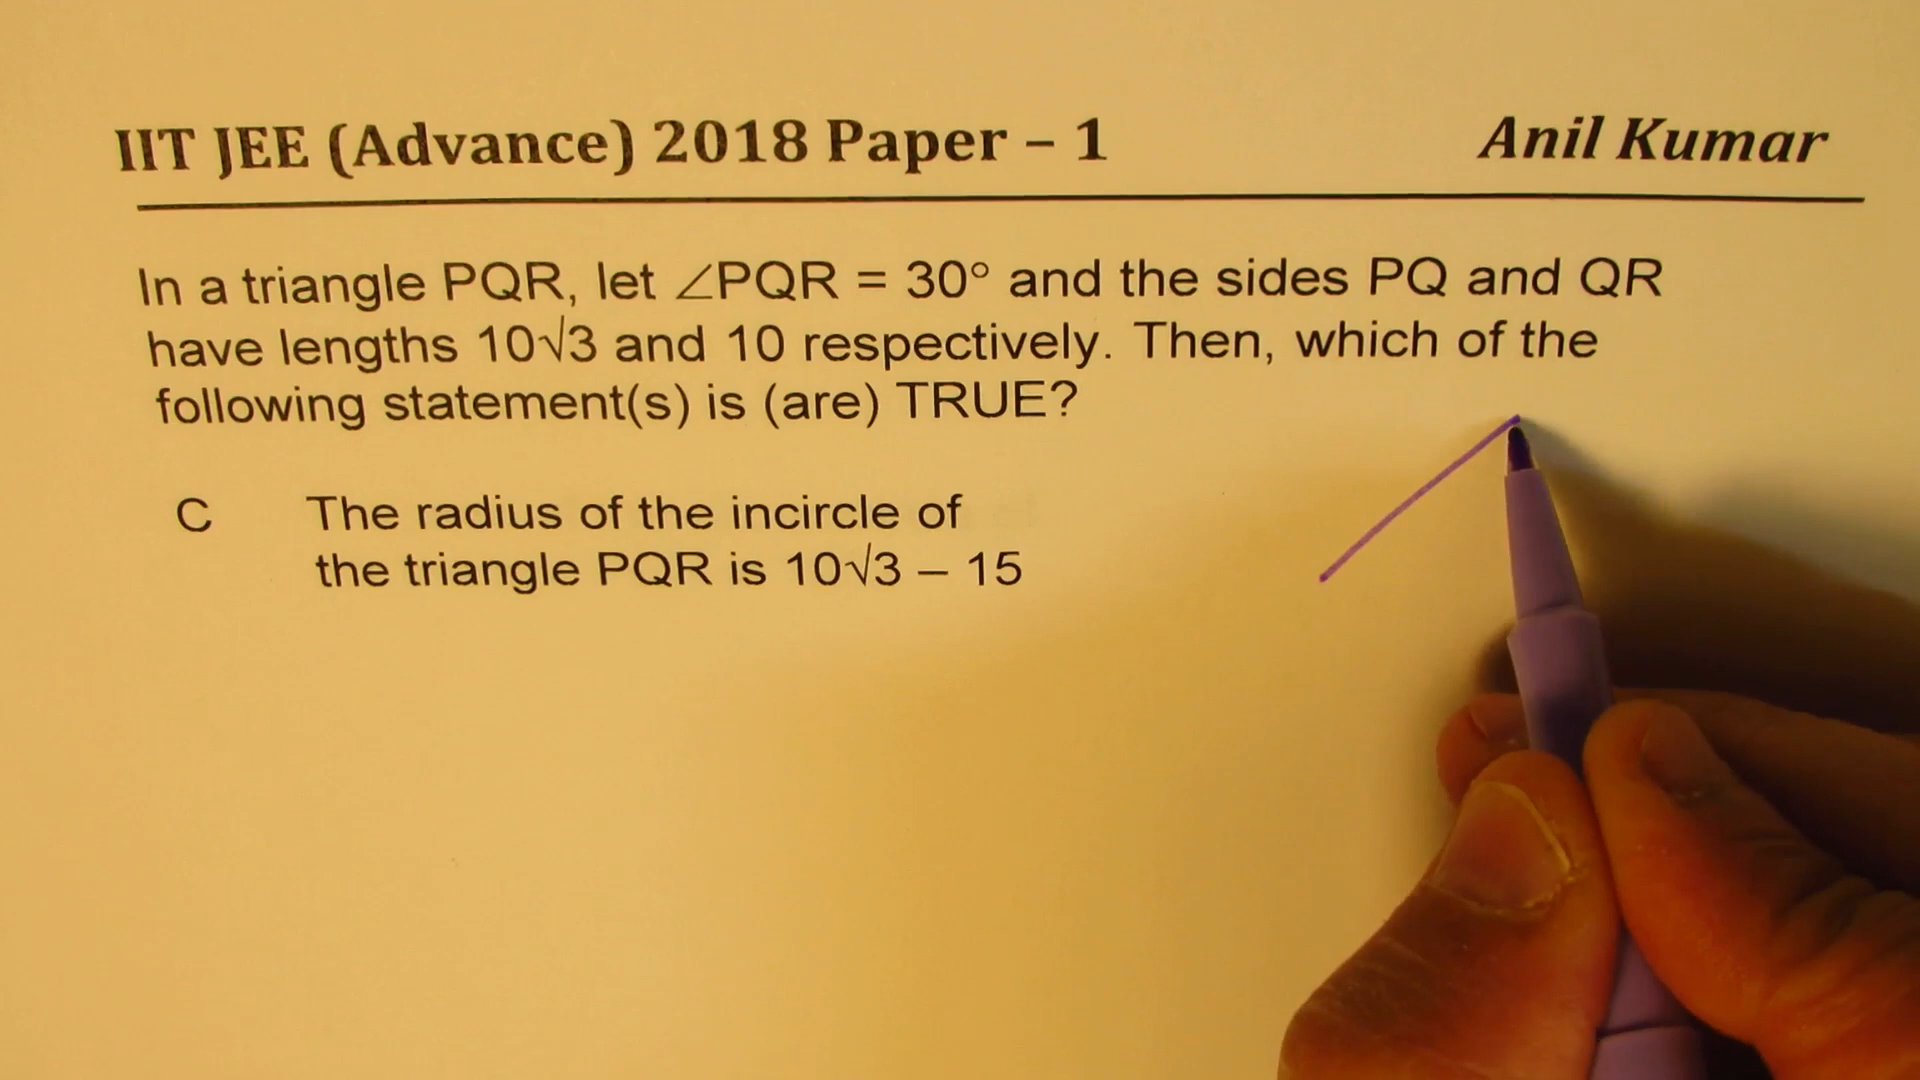 IIT JEE (Advance) 2018 Paper – 1 Anil Kumar
In a triangle PQR, let ∠PQR = 30° and the sides PQ and QR
have lengths 10√3 and 10 respectively. Then, which of the
following statement(s) is (are) TRUE?
C The radius of the incircle of
the triangle PQR is 10√3 – 15